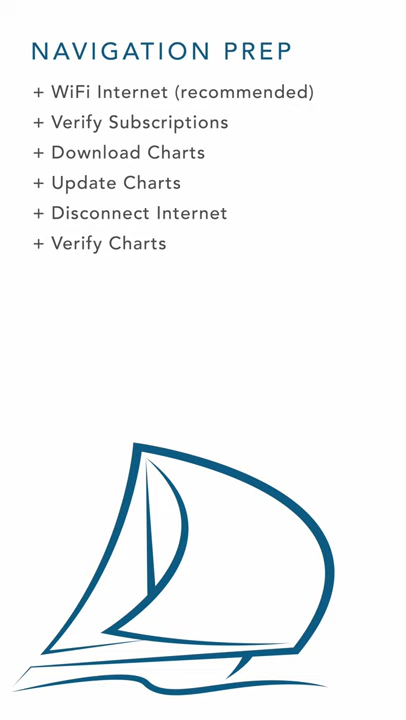 NAVIGATION PREP
+ WiFi Internet (recommended)
+ Verify Subscriptions
+ Download Charts
+ Update Charts
+ Disconnect Internet
+ Verify Charts